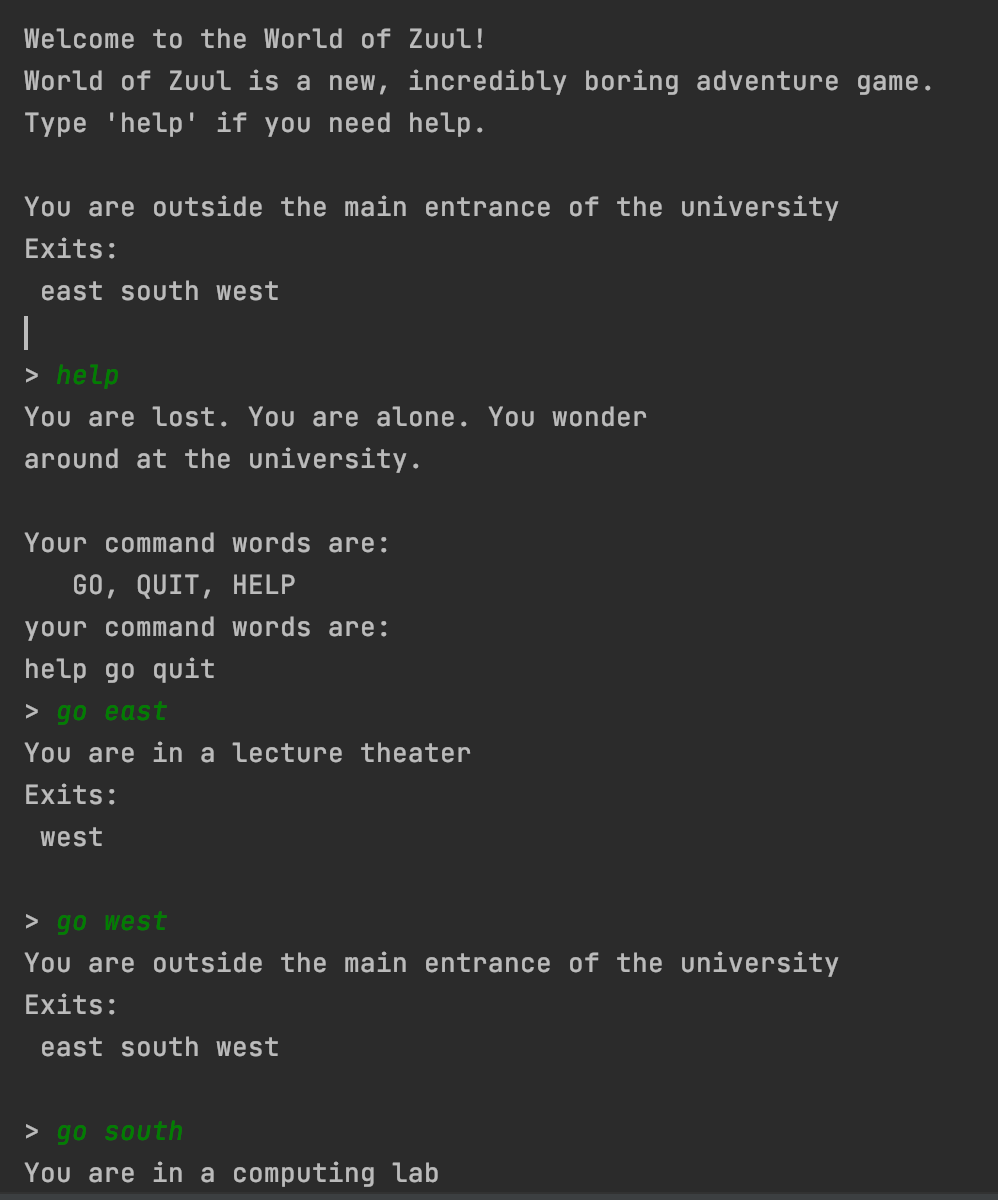 Welcome to the World of Zuul!
World of Zuul is a new, incredibly boring adventure game.
Type 'help' if you need help.
You are outside the main entrance of the university
Exits:
 east south west
> help
You are lost. You are alone. You wonder
around at the university.
Your command words are:
   GO, QUIT, HELP
your command words are:
help go quit
> go east
You are in a lecture theater
Exits:
 west
> go west
You are outside the main entrance of the university
Exits:
 east south west
> go south
You are in a computing lab